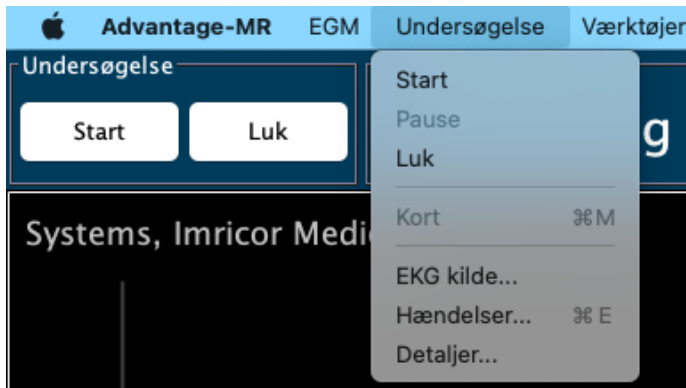 Advantage-MR EGM Undersøgelse Værktøjer
Undersøgelse
Start Luk
Start
Pause
Luk
Kort ⌘M
EKG kilde...
Hændelser... ⌘E
Detaljer...
g
Systems, Imricor Medi